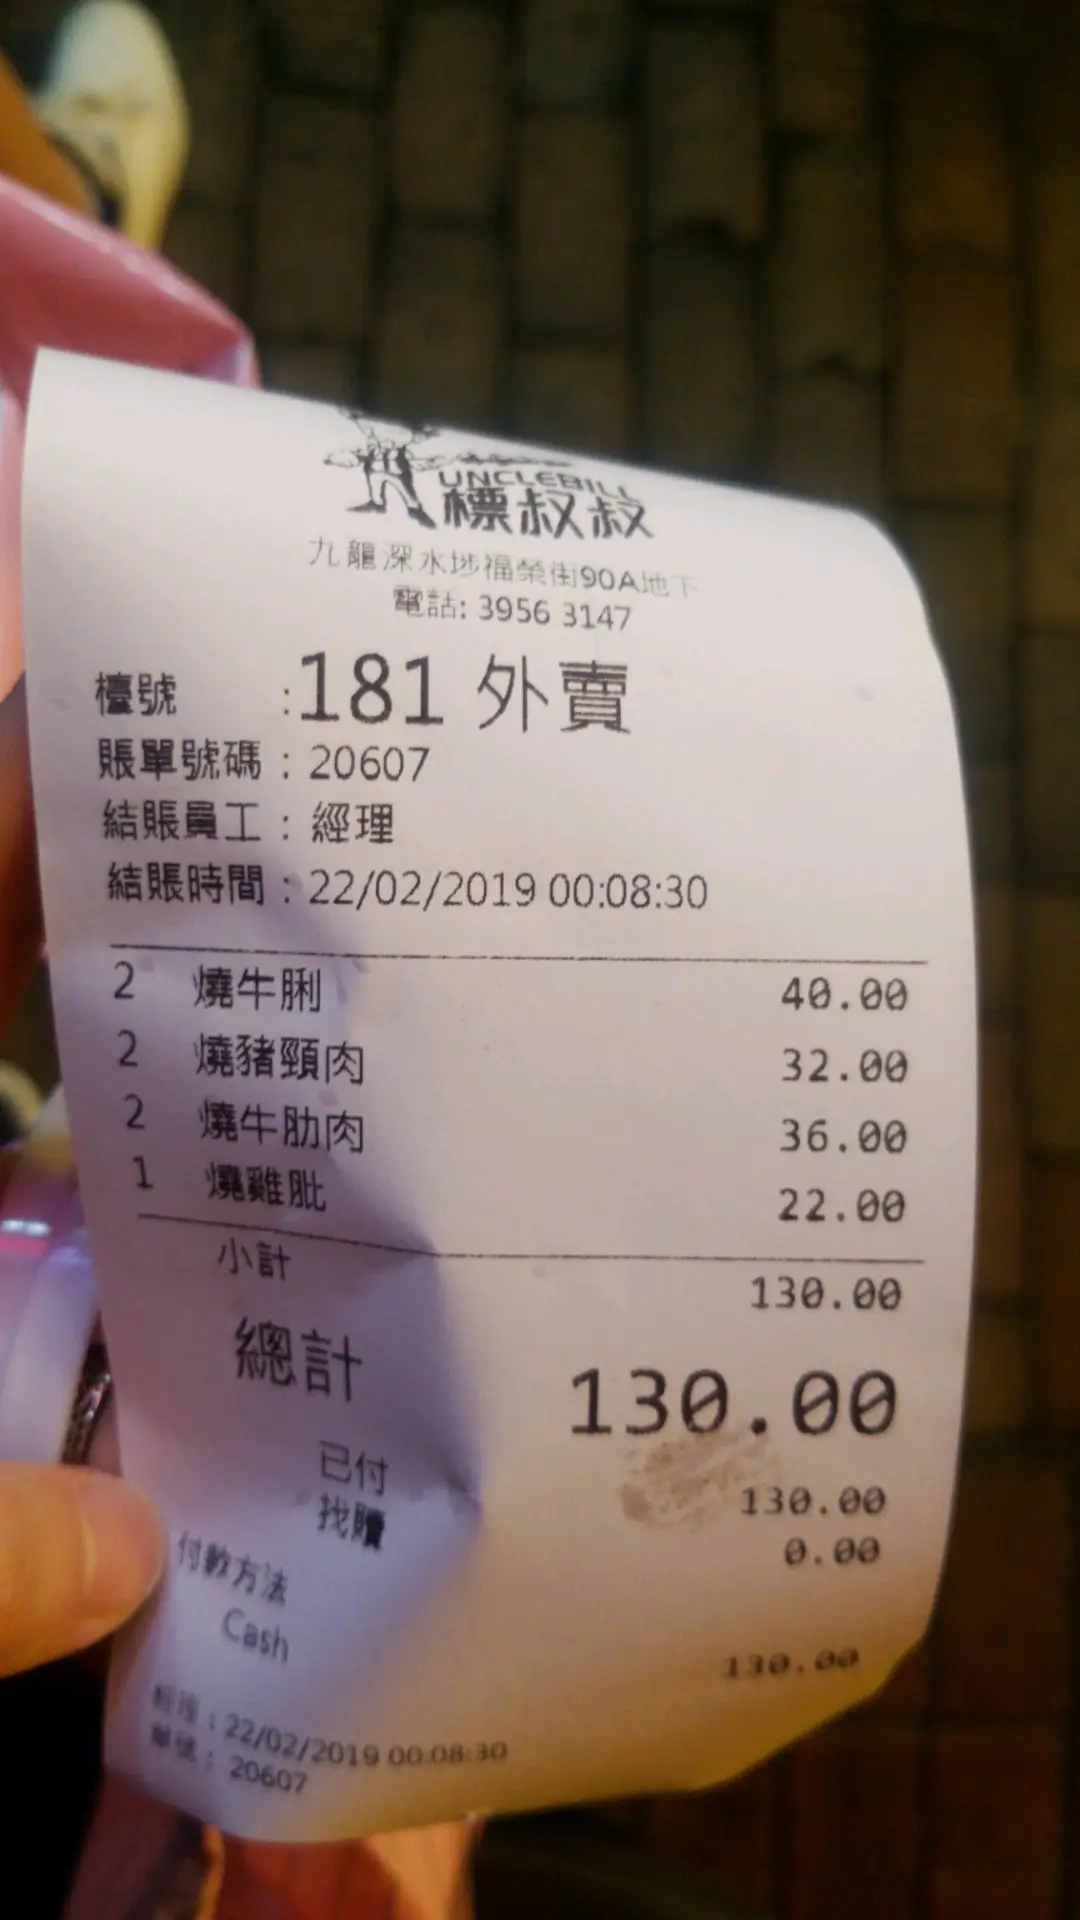 UNCLEBILL
標叔叔
九龍深水埗福榮街90A地下
電話: 3956 3147
檯號 :181 外賣
賬單號碼 : 20607
結賬員工 : 經理
結賬時間 : 22/02/2019 00:08:30
2 燒牛脷 40.00
2 燒豬頸肉 32.00
2 燒牛肋肉 36.00
1 燒雞肶 22.00
小計 130.00
總計 130.00
已付 130.00
找贖 0.00
付款方法
Cash 130.00
經理 : 22/02/2019 00:08:30
單號 : 20607